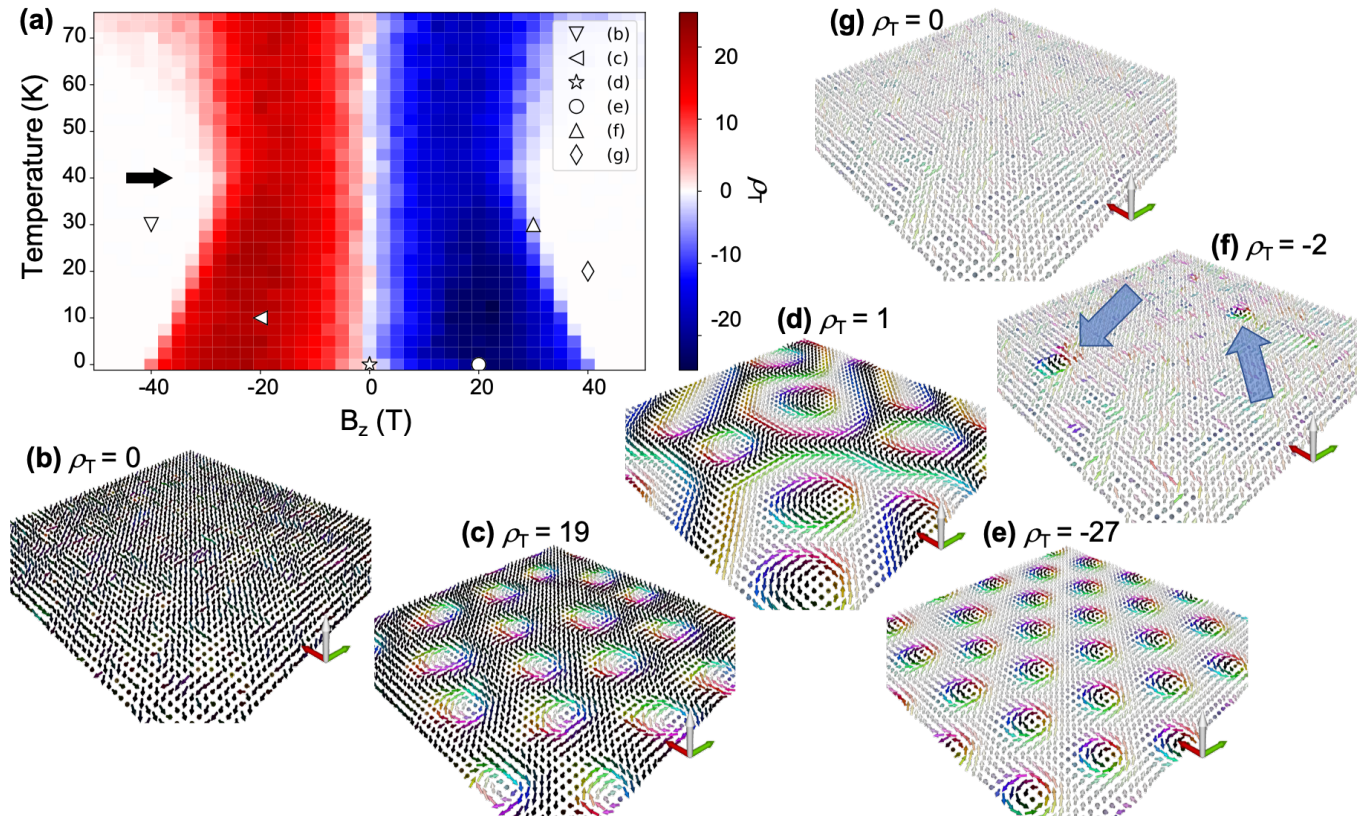 (a)
Temperature (K)
70
60
50
40
30
20
10
0
-40
-20
0
20
40
B_z (T)
(b)
(c)
(d)
(e)
(f)
(g)
20
10
0
-10
-20
ρ_T
(g) ρ_T = 0
(f) ρ_T = -2
(d) ρ_T = 1
(b) ρ_T = 0
(c) ρ_T = 19
(e) ρ_T = -27